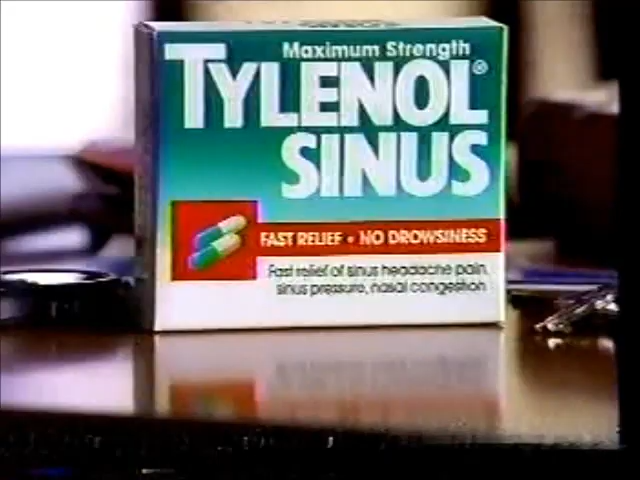 Maximum Strength
TYLENOL®
SINUS
FAST RELIEF • NO DROWSINESS
Fast relief of sinus headache pain,
sinus pressure, nasal congestion